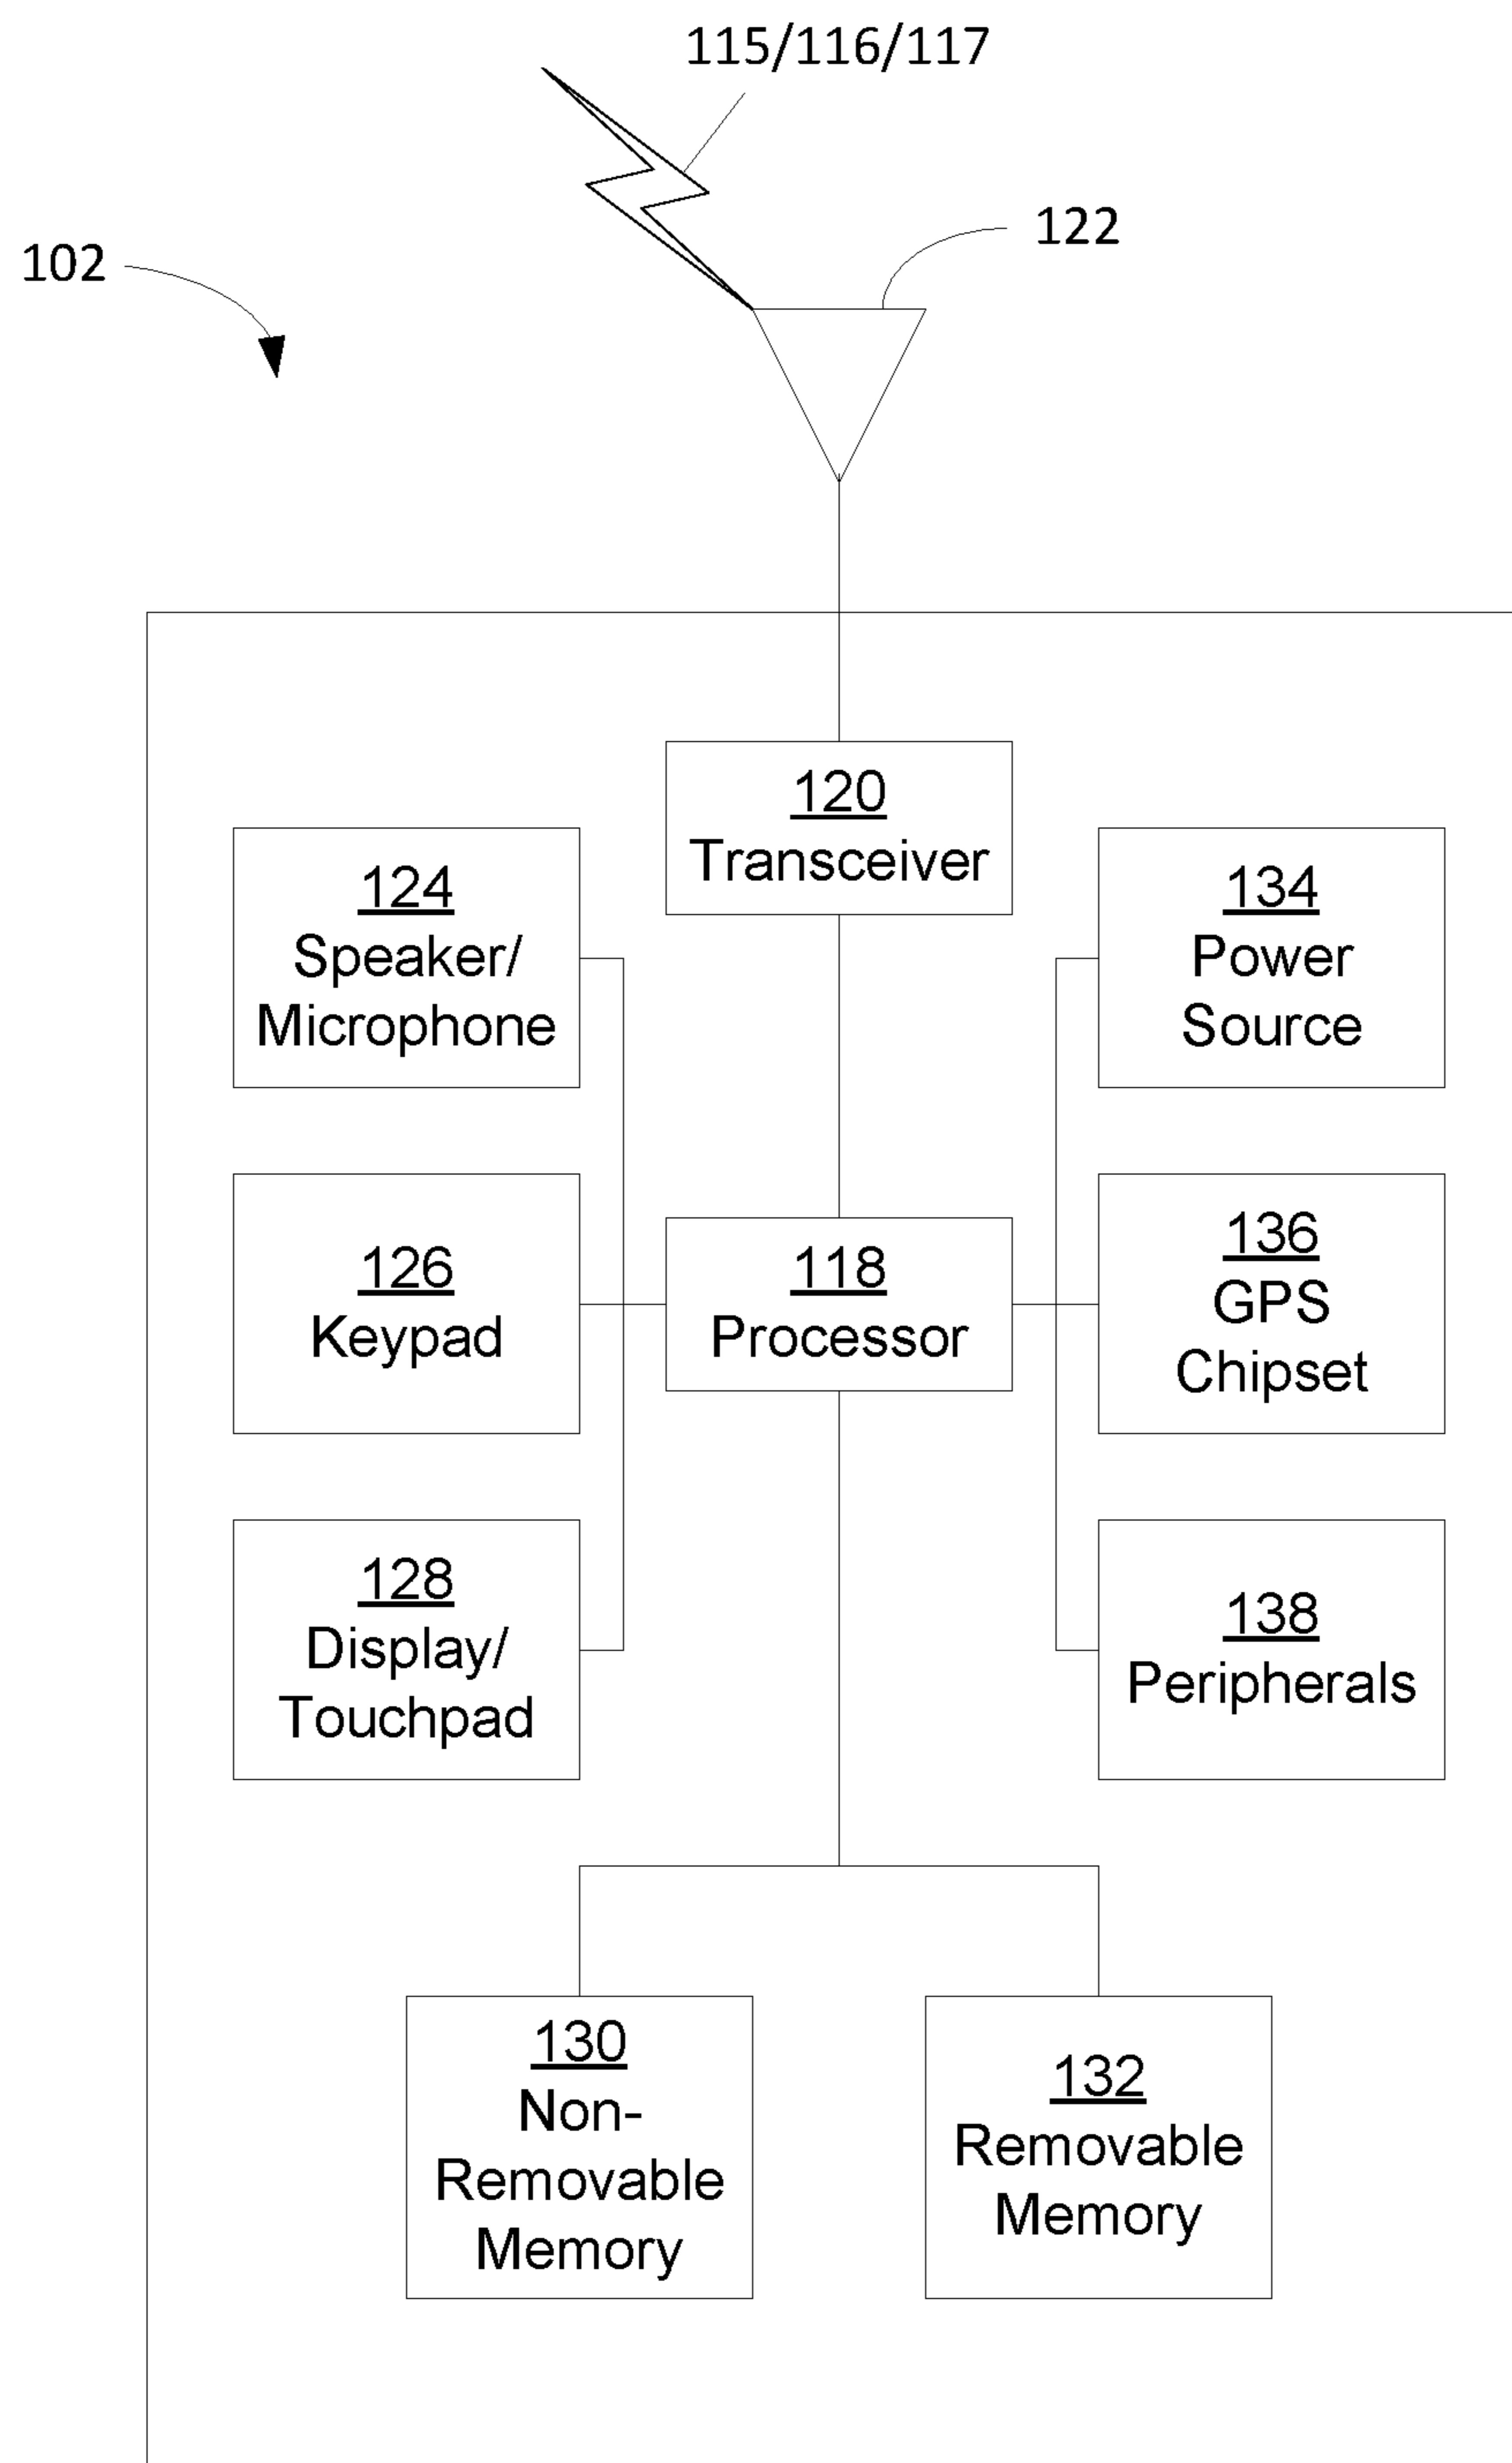 115/116/117
122
102
120
Transceiver
124
Speaker/
Microphone
134
Power
Source
126
Keypad
118
Processor
136
GPS
Chipset
128
Display/
Touchpad
138
Peripherals
130
Non-
Removable
Memory
132
Removable
Memory